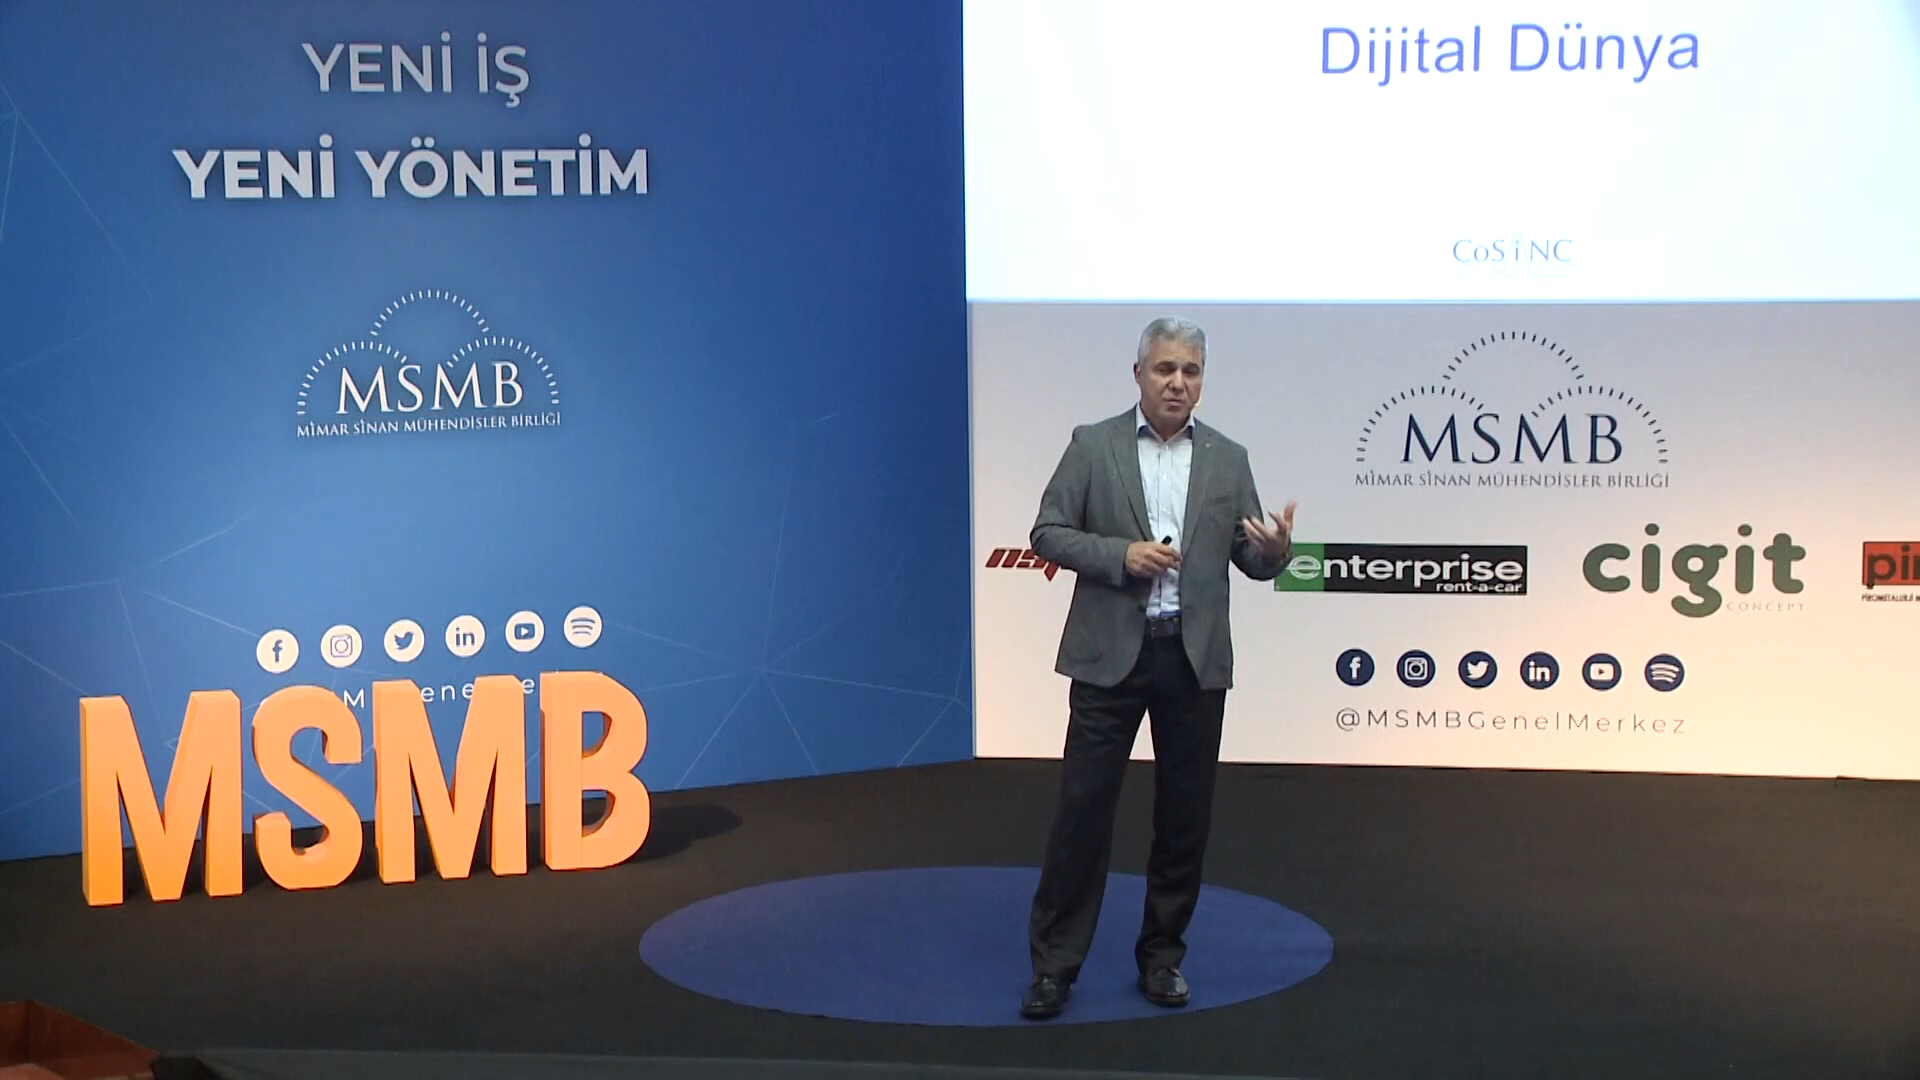 YENİ İŞ
YENİ YÖNETİM
MSMB
MİMAR SİNAN MÜHENDİSLER BİRLİĞİ
MSMB
Dijital Dünya
CoSiNC
MSMB
MİMAR SİNAN MÜHENDİSLER BİRLİĞİ
enterprise
rent-a-car
cigit
CONCEPT
@MSMBGenelMerkez